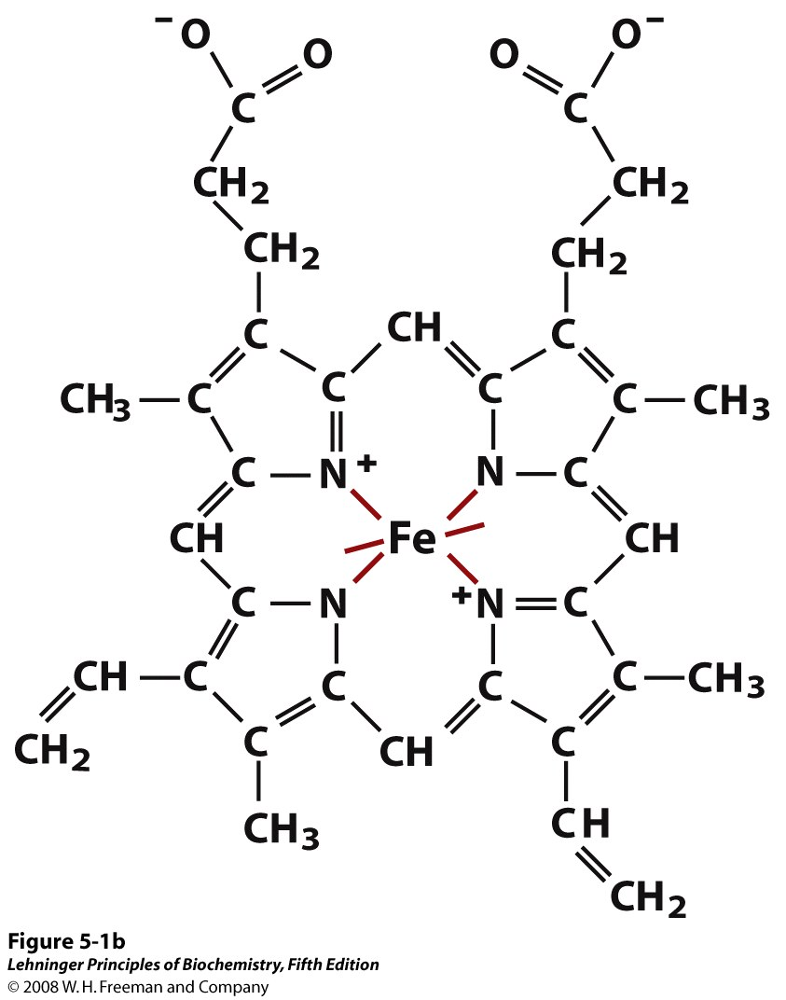 ⁻O O O O⁻
C C
CH₂ CH₂
CH₂ CH₂
C CH C
CH₃ C C C C CH₃
C N⁺ N C
CH Fe CH
C N ⁺N C
CH C C C C CH₃
CH₂ C CH C
CH₃ CH
CH₂
Figure 5-1b
Lehninger Principles of Biochemistry, Fifth Edition
© 2008 W. H. Freeman and Company